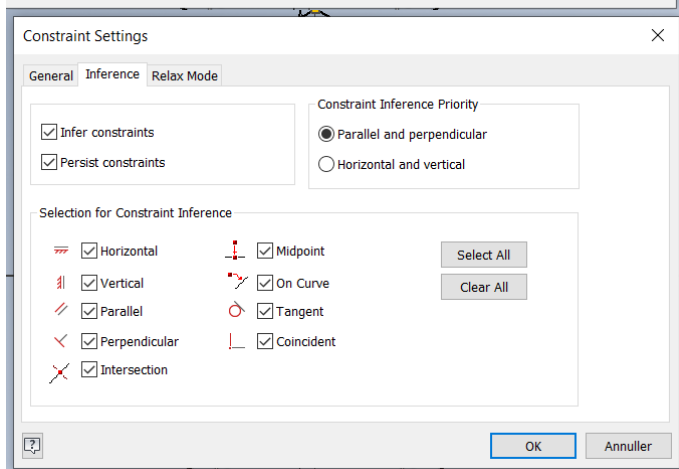 Constraint Settings
General Inference Relax Mode
Constraint Inference Priority
Infer constraints
Parallel and perpendicular
Persist constraints
Horizontal and vertical
Selection for Constraint Inference
Horizontal Midpoint Select All
Vertical On Curve Clear All
Parallel Tangent
Perpendicular Coincident
Intersection
OK Annuller